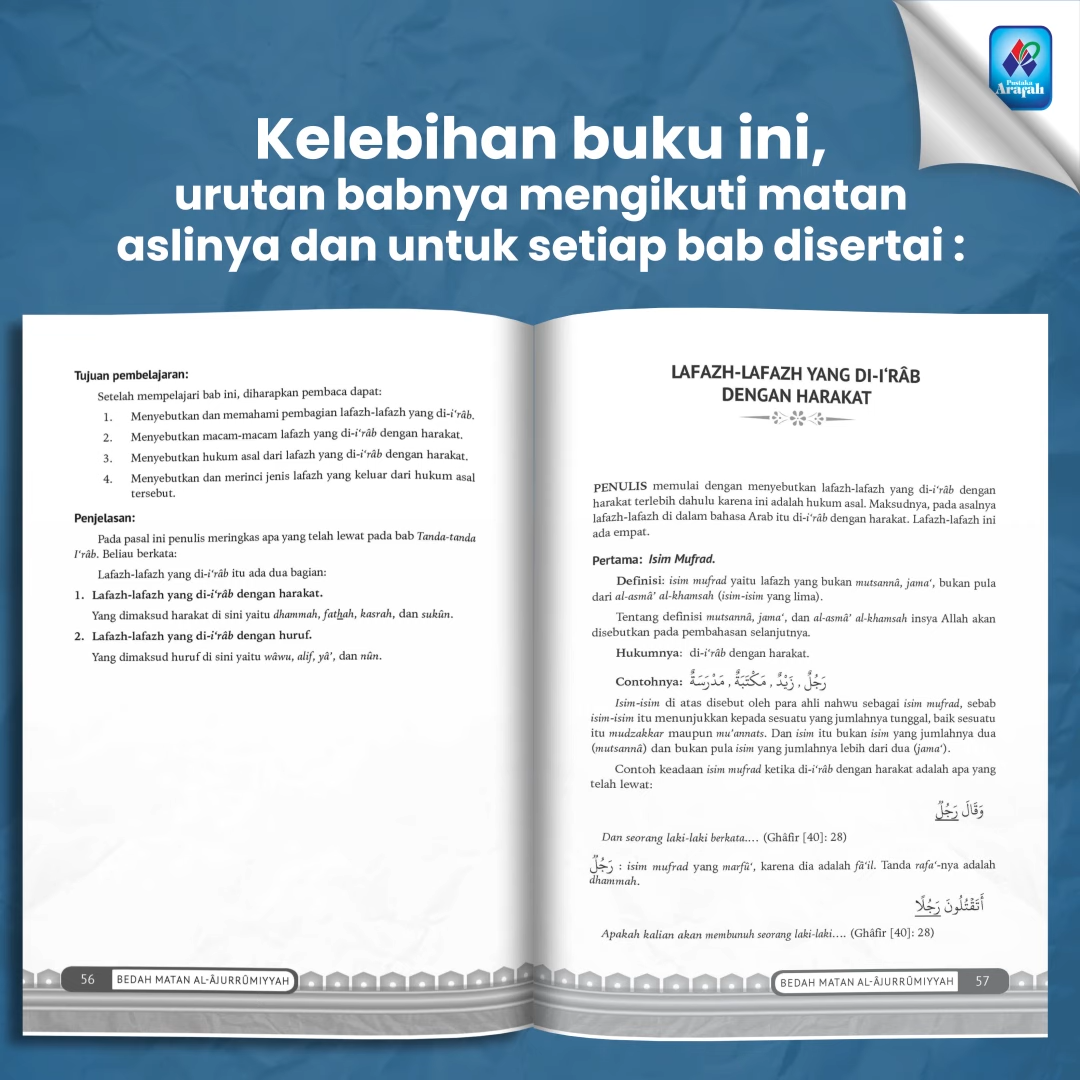 Pustaka
Arafah
Kelebihan buku ini,
urutan babnya mengikuti matan
aslinya dan untuk setiap bab disertai :
Tujuan pembelajaran:
Setelah mempelajari bab ini, diharapkan pembaca dapat:
1. Menyebutkan dan memahami pembagian lafazh-lafazh yang di-i‘râb.
2. Menyebutkan macam-macam lafazh yang di-i‘râb dengan harakat.
3. Menyebutkan hukum asal dari lafazh yang di-i‘râb dengan harakat.
4. Menyebutkan dan merinci jenis lafazh yang keluar dari hukum asal
tersebut.
Penjelasan:
Pada pasal ini penulis meringkas apa yang telah lewat pada bab Tanda-tanda
I‘râb. Beliau berkata:
Lafazh-lafazh yang di-i‘râb itu ada dua bagian:
1. Lafazh-lafazh yang di-i‘râb dengan harakat.
Yang dimaksud harakat di sini yaitu dhammah, fathah, kasrah, dan sukûn.
2. Lafazh-lafazh yang di-i‘râb dengan huruf.
Yang dimaksud huruf di sini yaitu wâwu, alif, yâ’, dan nûn.
56 BEDAH MATAN AL-ÂJURRÛMIYYAH
LAFAZH-LAFAZH YANG DI-I‘RÂB
DENGAN HARAKAT
PENULIS memulai dengan menyebutkan lafazh-lafazh yang di-i‘râb dengan
harakat terlebih dahulu karena ini adalah hukum asal. Maksudnya, pada asalnya
lafazh-lafazh di dalam bahasa Arab itu di-i‘râb dengan harakat. Lafazh-lafazh ini
ada empat.
Pertama: Isim Mufrad.
Definisi: isim mufrad yaitu lafazh yang bukan mutsannâ, jama‘, bukan pula
dari al-asmâ’ al-khamsah (isim-isim yang lima).
Tentang definisi mutsannâ, jama‘, dan al-asmâ’ al-khamsah insya Allah akan
disebutkan pada pembahasan selanjutnya.
Hukumnya: di-i‘râb dengan harakat.
Contohnya: رَجُلٌ , زَيْدٌ , مَكْتَبَةٌ , مَدْرَسَةٌ
Isim-isim di atas disebut oleh para ahli nahwu sebagai isim mufrad, sebab
isim-isim itu menunjukkan kepada sesuatu yang jumlahnya tunggal, baik sesuatu
itu mudzakkar maupun mu’annats. Dan isim itu bukan isim yang jumlahnya dua
(mutsannâ) dan bukan pula isim yang jumlahnya lebih dari dua (jama‘).
Contoh keadaan isim mufrad ketika di-i‘râb dengan harakat adalah apa yang
telah lewat:
وَقَالَ رَجُلٌ
Dan seorang laki-laki berkata.... (Ghâfir [40]: 28)
رَجُلٌ : isim mufrad yang marfû‘, karena dia adalah fâ‘il. Tanda rafa‘-nya adalah
dhammah.
أَتَقْتُلُونَ رَجُلًا
Apakah kalian akan membunuh seorang laki-laki.... (Ghâfir [40]: 28)
BEDAH MATAN AL-ÂJURRÛMIYYAH 57